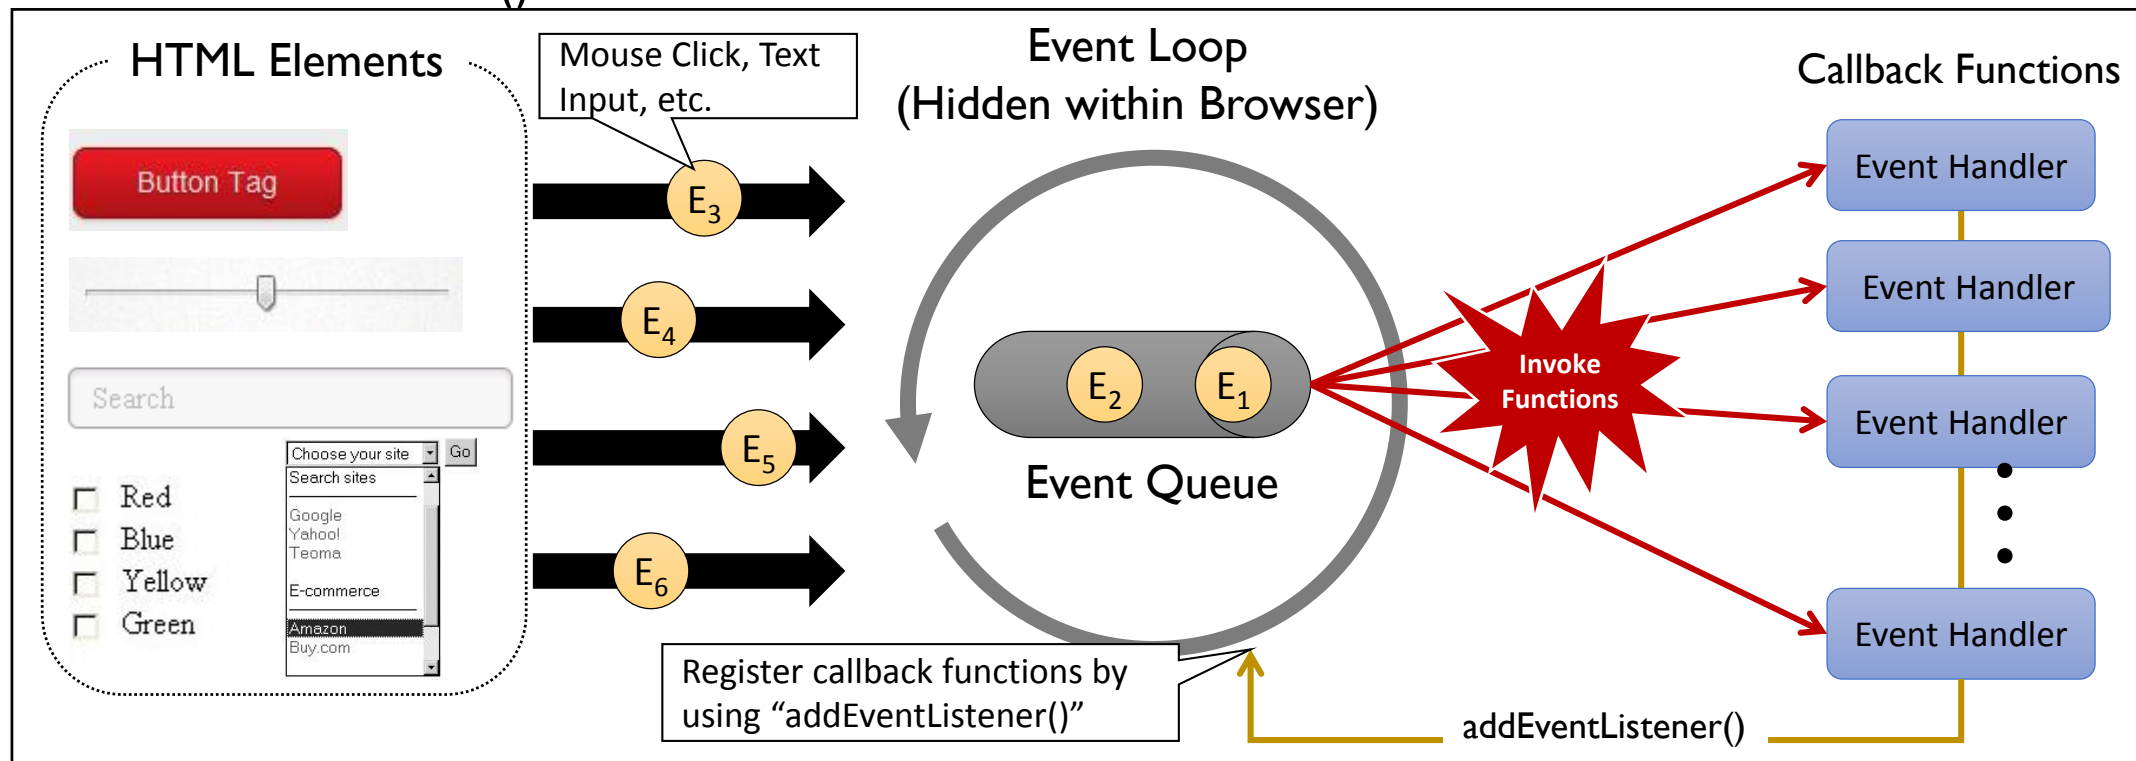 ()
HTML Elements
Button Tag
Search
Red
Blue
Yellow
Green
Choose your site
Go
Search sites
Google
Yahoo!
Teoma
E-commerce
Amazon
Buy.com
Mouse Click, Text
Input, etc.
E3
E4
E5
E6
Event Loop
(Hidden within Browser)
E2
E1
Event Queue
Register callback functions by
using “addEventListener()”
Invoke
Functions
Callback Functions
Event Handler
Event Handler
Event Handler
Event Handler
addEventListener()